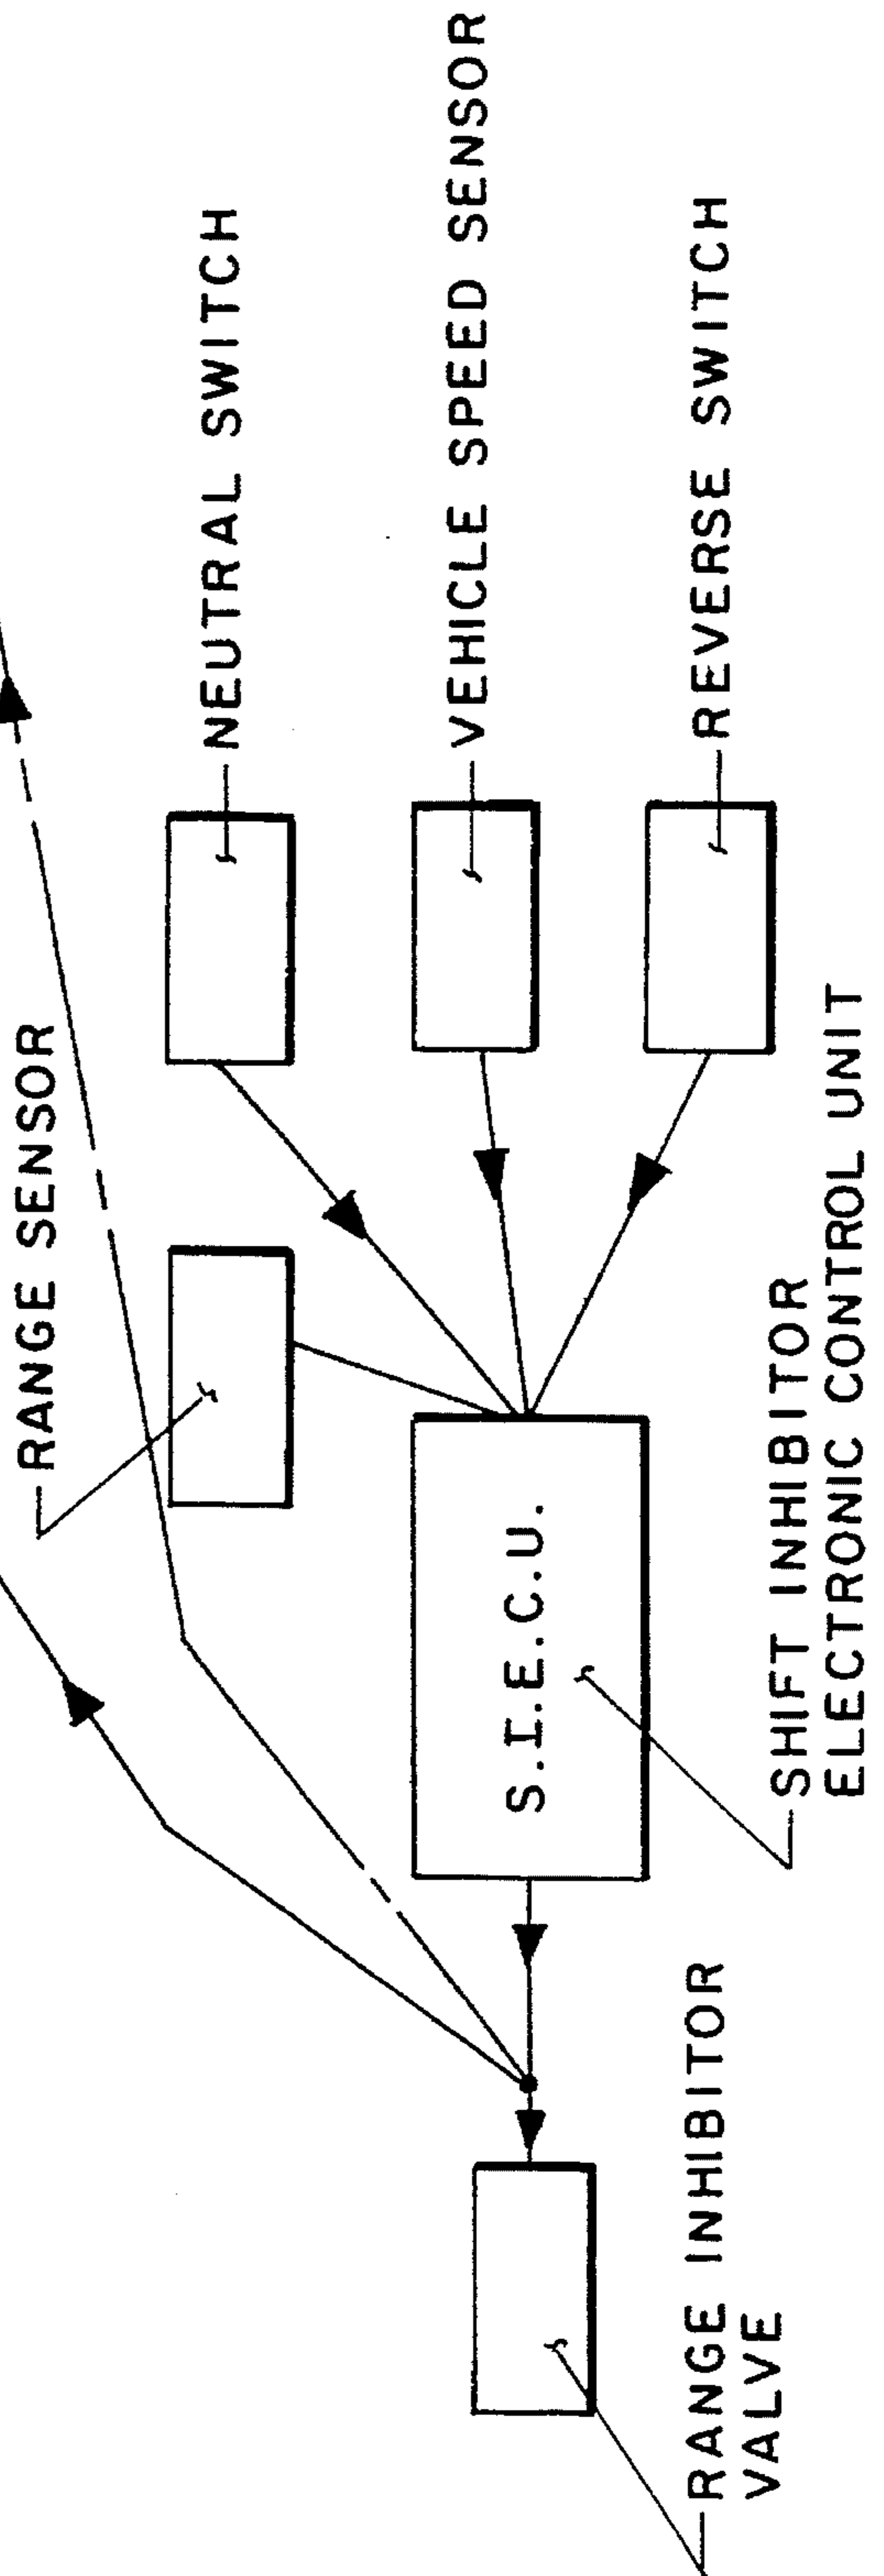 RANGE SENSOR
NEUTRAL SWITCH
VEHICLE SPEED SENSOR
REVERSE SWITCH
S.I.E.C.U.
SHIFT INHIBITOR
ELECTRONIC CONTROL UNIT
RANGE INHIBITOR
VALVE